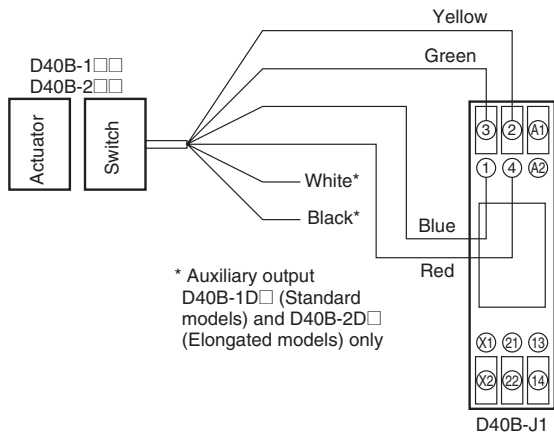 Yellow
Green
D40B-1□□
D40B-2□□
Actuator
Switch
3 2 A1
1 4 A2
White*
Black*
Blue
Red
* Auxiliary output
D40B-1D□ (Standard
models) and D40B-2D□
(Elongated models) only
X1 21 13
X2 22 14
D40B-J1